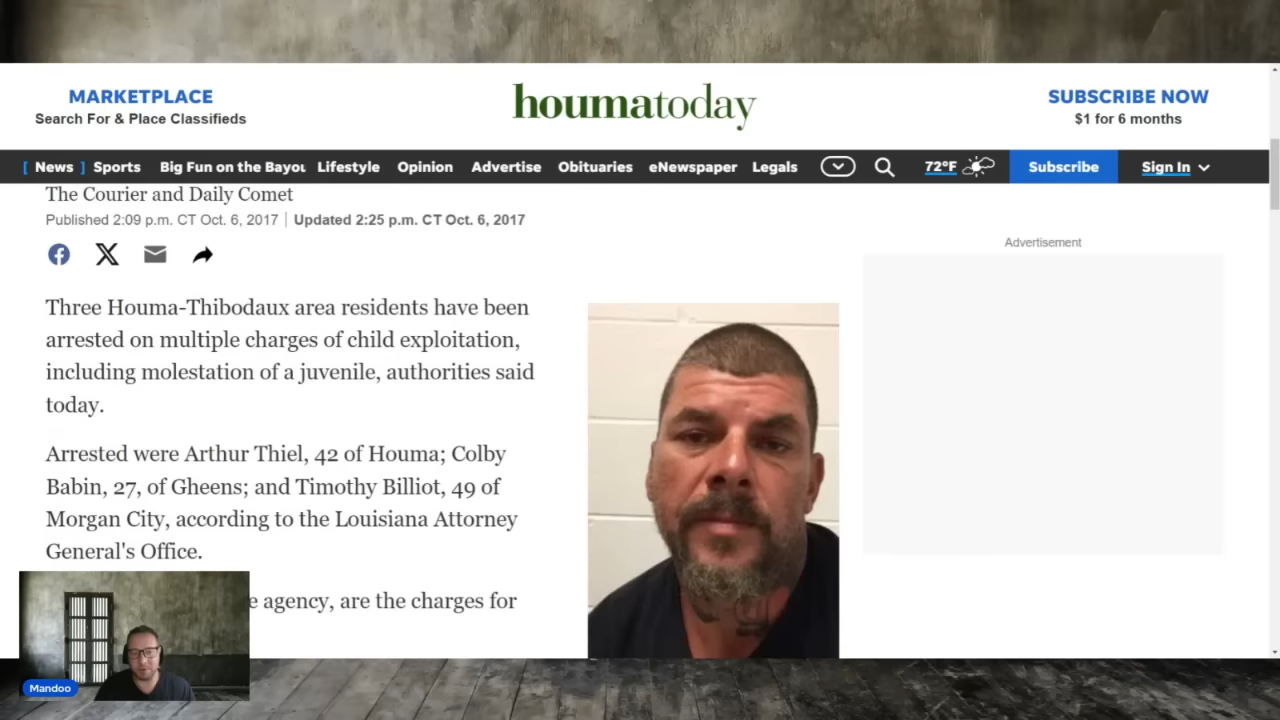 MARKETPLACE
Search For & Place Classifieds
houmatoday
SUBSCRIBE NOW
$1 for 6 months
[ News ] Sports Big Fun on the Bayou Lifestyle Opinion Advertise Obituaries eNewspaper Legals 72°F Subscribe Sign In
The Courier and Daily Comet
Published 2:09 p.m. CT Oct. 6, 2017 | Updated 2:25 p.m. CT Oct. 6, 2017
Advertisement
Three Houma-Thibodaux area residents have been
arrested on multiple charges of child exploitation,
including molestation of a juvenile, authorities said
today.
Arrested were Arthur Thiel, 42 of Houma; Colby
Babin, 27, of Gheens; and Timothy Billiot, 49 of
Morgan City, according to the Louisiana Attorney
General's Office.
e agency, are the charges for
Mandoo